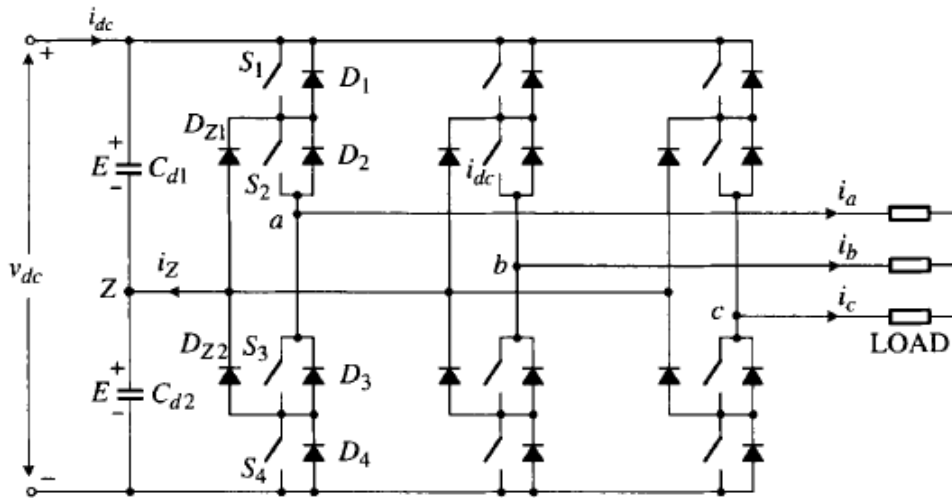 + i_dc
S_1 D_1
D_Z1
+ E C_d1 - S_2 D_2 i_dc
a i_a
v_dc
Z i_Z b i_b
c i_c
LOAD
D_Z2 S_3
+ E C_d2 - D_3
S_4 D_4
-